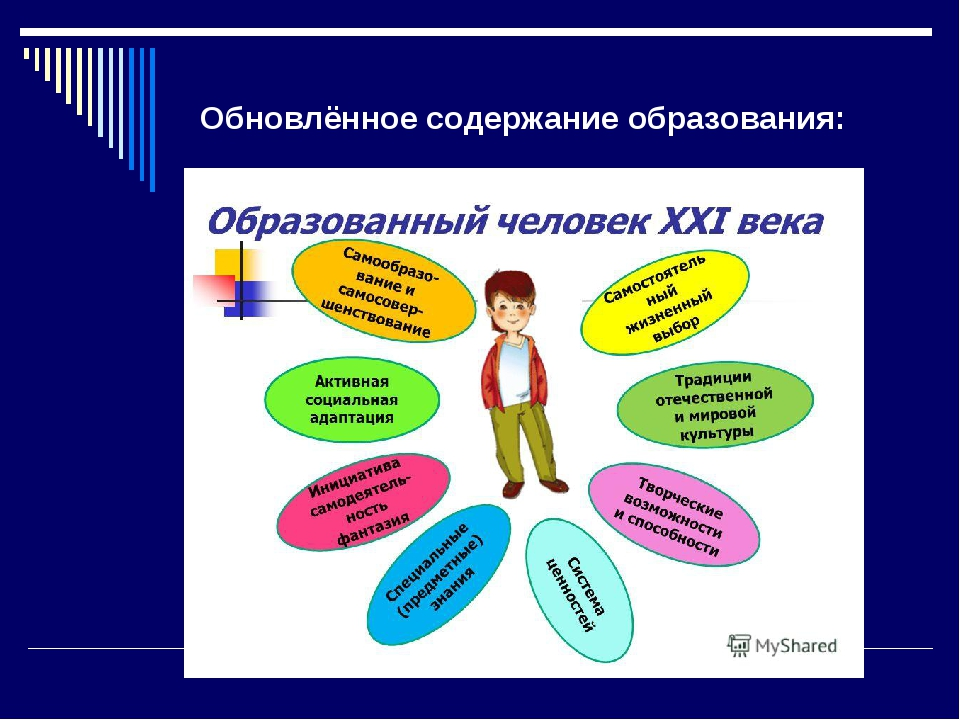 Обновлённое содержание образования:
Образованный человек XXI века
Самообразо-
вание и
самосовер-
шенствование
Самостоятель
ный
жизненный
выбор
Активная
социальная
адаптация
Традиции
отечественной
и мировой
культуры
Инициатива
самодеятель-
ность
фантазия
Творческие
возможности
и способности
Специальные
(предметные)
знания
Система
ценностей
MyShared